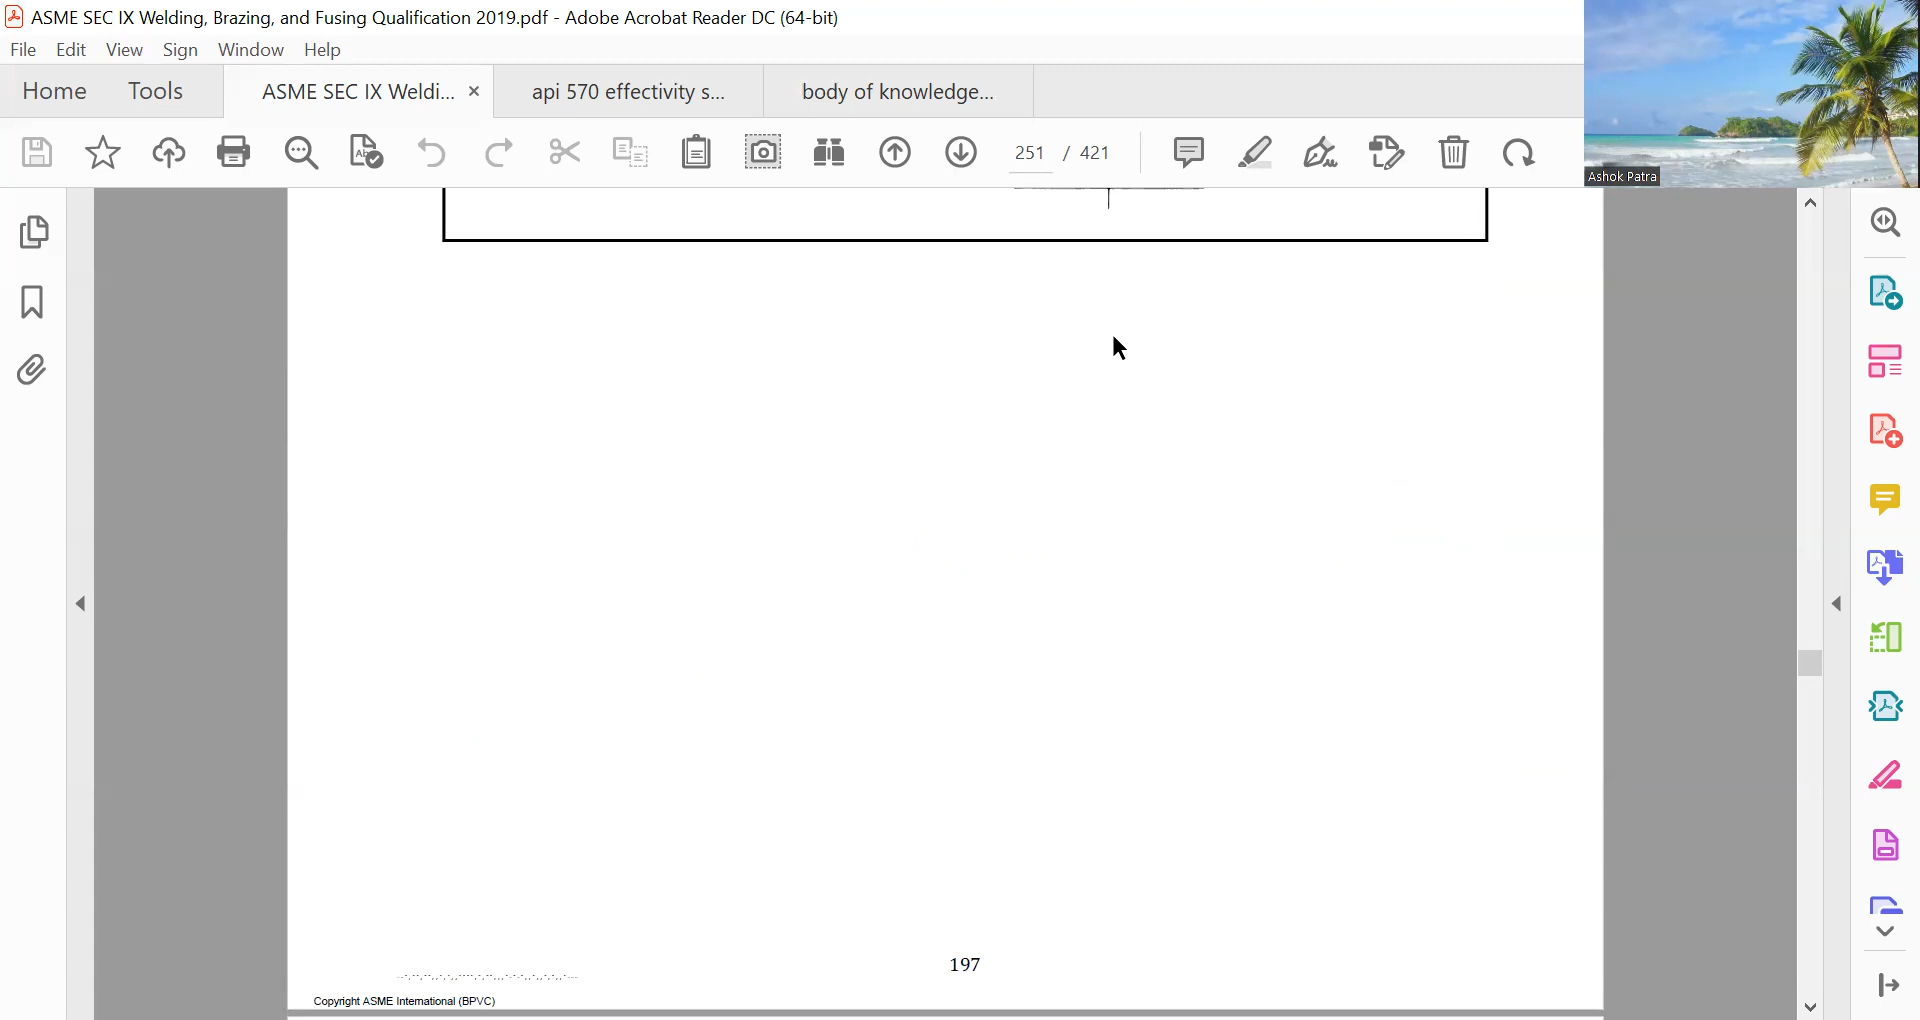 ASME SEC IX Welding, Brazing, and Fusing Qualification 2019.pdf - Adobe Acrobat Reader DC (64-bit)
File Edit View Sign Window Help
Home Tools ASME SEC IX Weldi... × api 570 effectivity s... body of knowledge...
251 / 421
Ashok Patra
197
Copyright ASME International (BPVC)